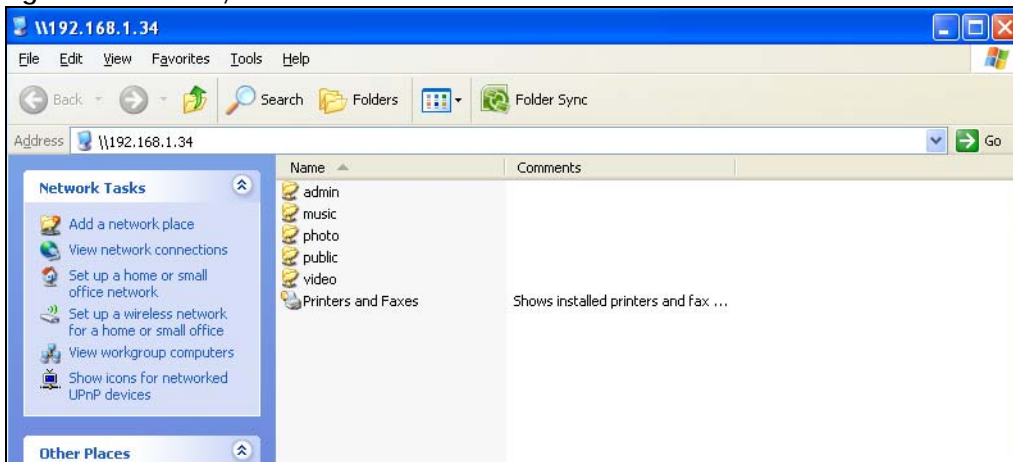 \\192.168.1.34
File Edit View Favorites Tools Help
Back Search Folders Folder Sync
Address \\192.168.1.34 Go
Name Comments
Network Tasks
Add a network place
View network connections
Set up a home or small
office network
Set up a wireless network
for a home or small office
View workgroup computers
Show icons for networked
UPnP devices
Other Places
admin
music
photo
public
video
Printers and Faxes Shows installed printers and fax ...